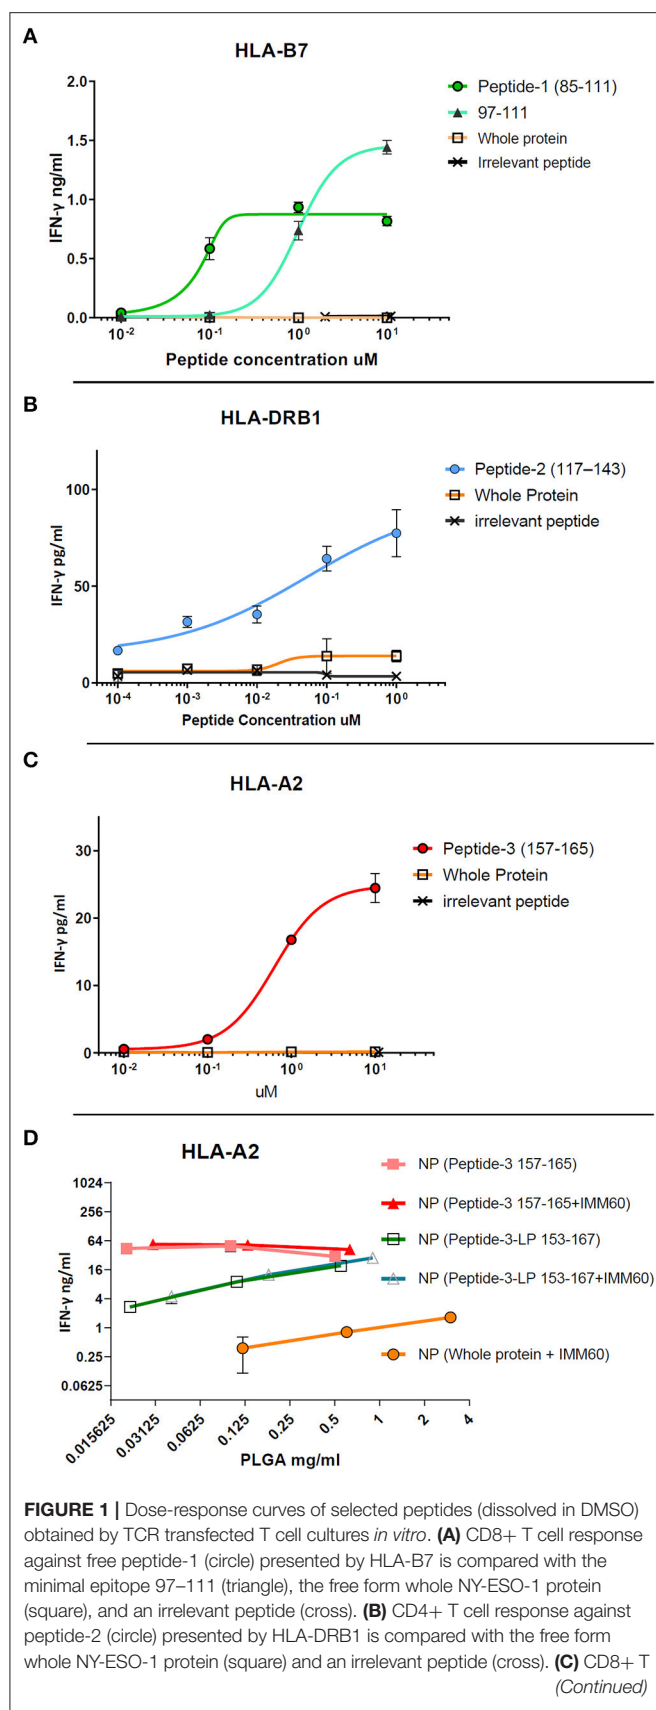 A
HLA-B7
2.0
1.5
1.0
0.5
0.0
IFN-γ ng/ml
10-2
10-1
100
101
Peptide concentration uM
Peptide-1 (85-111)
97-111
Whole protein
Irrelevant peptide
B
HLA-DRB1
100
50
0
IFN-γ pg/ml
10-4
10-3
10-2
10-1
100
Peptide Concentration uM
Peptide-2 (117–143)
Whole Protein
irrelevant peptide
C
HLA-A2
30
20
10
0
IFN-γ pg/ml
10-2
10-1
100
101
uM
Peptide-3 (157-165)
Whole Protein
irrelevant peptide
D
HLA-A2
1024
256
64
16
4
1
0.25
0.0625
IFN-γ ng/ml
0.015625
0.03125
0.0625
0.125
0.25
0.5
1
2
4
PLGA mg/ml
NP (Peptide-3 157-165)
NP (Peptide-3 157-165+IMM60)
NP (Peptide-3-LP 153-167)
NP (Peptide-3-LP 153-167+IMM60)
NP (Whole protein + IMM60)
FIGURE 1 | Dose-response curves of selected peptides (dissolved in DMSO)
obtained by TCR transfected T cell cultures in vitro. (A) CD8+ T cell response
against free peptide-1 (circle) presented by HLA-B7 is compared with the
minimal epitope 97–111 (triangle), the free form whole NY-ESO-1 protein
(square), and an irrelevant peptide (cross). (B) CD4+ T cell response against
peptide-2 (circle) presented by HLA-DRB1 is compared with the free form
whole NY-ESO-1 protein (square) and an irrelevant peptide (cross). (C) CD8+ T
(Continued)